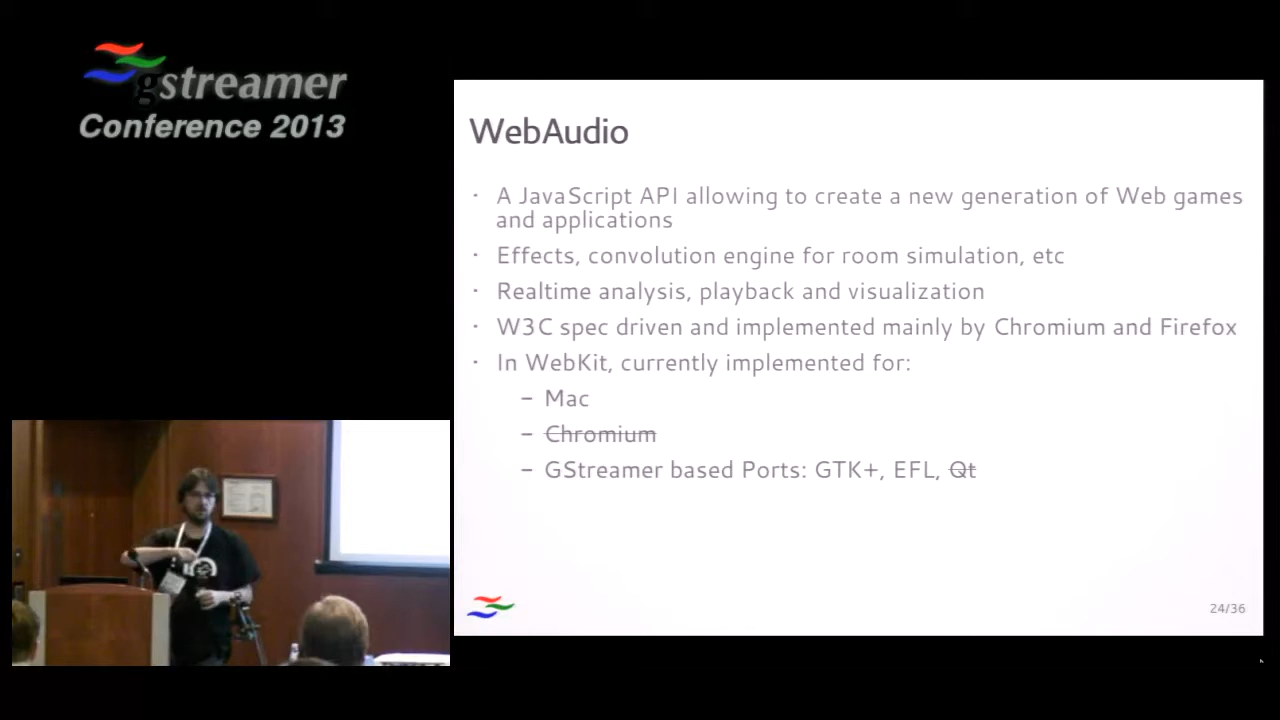 gstreamer
Conference 2013
WebAudio
· A JavaScript API allowing to create a new generation of Web games
and applications
· Effects, convolution engine for room simulation, etc
· Realtime analysis, playback and visualization
· W3C spec driven and implemented mainly by Chromium and Firefox
· In WebKit, currently implemented for:
– Mac
– Chromium
– GStreamer based Ports: GTK+, EFL, Qt
24/36